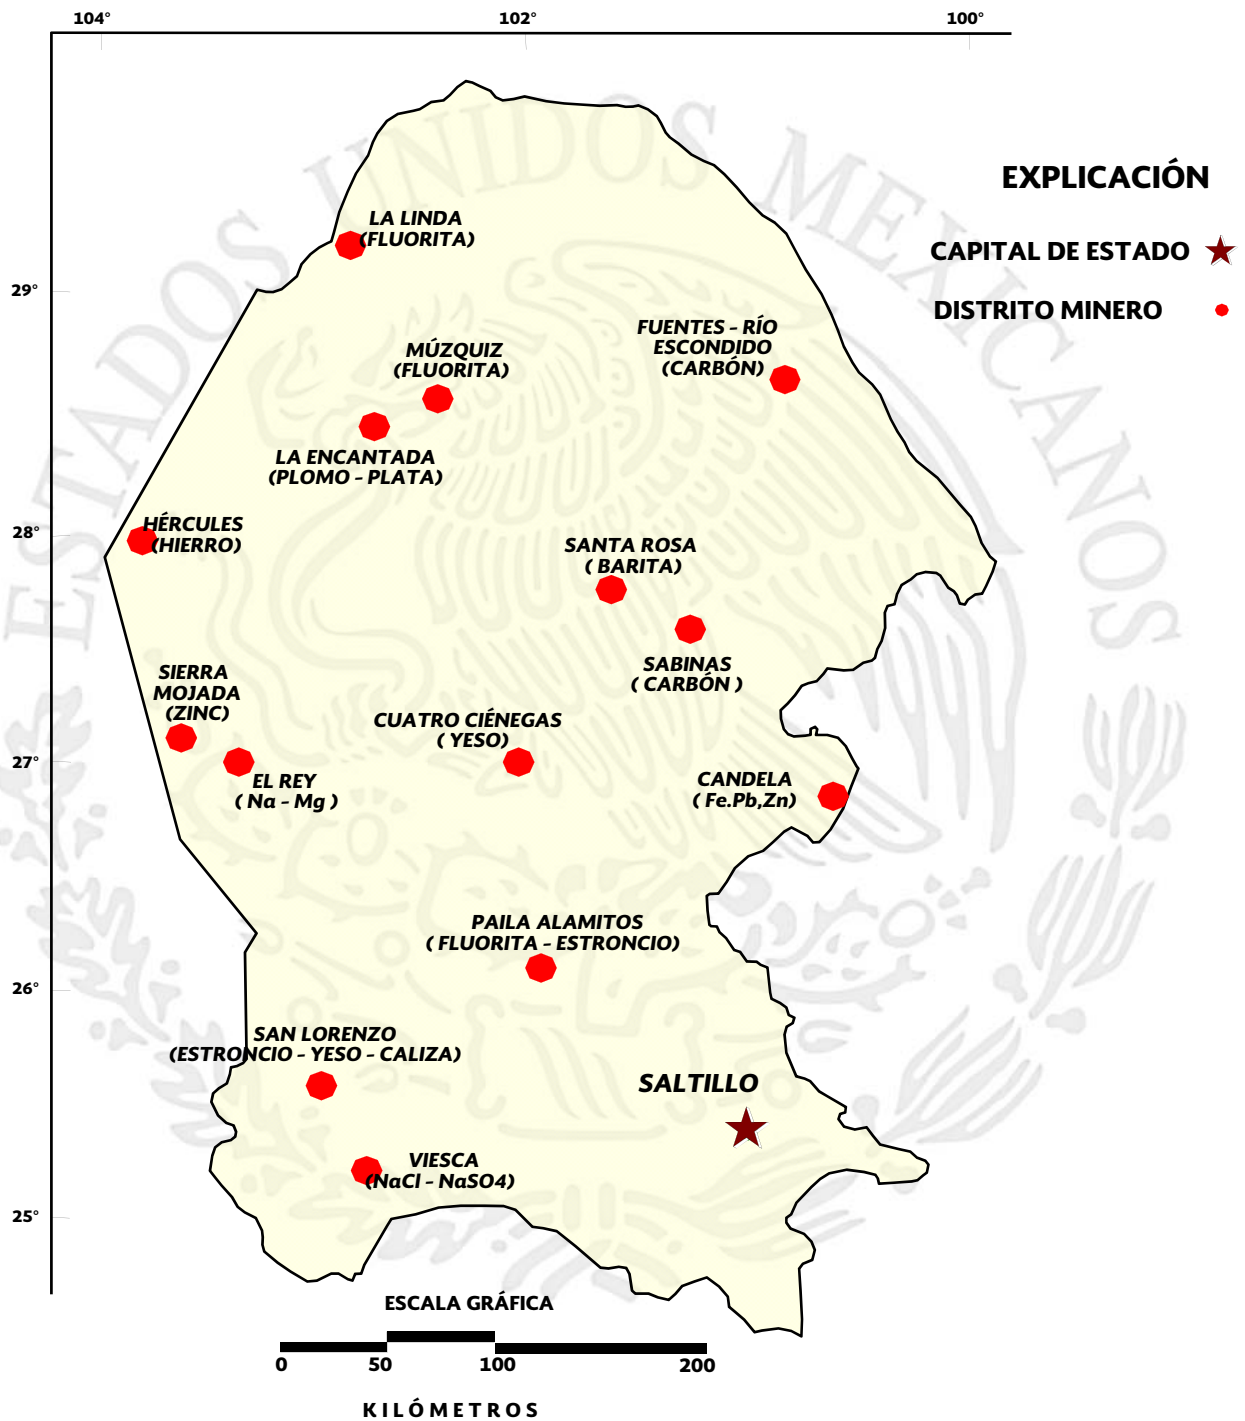 104°
102°
100°
ESTADOS UNIDOS MEXICANOS
EXPLICACIÓN
CAPITAL DE ESTADO
DISTRITO MINERO
LA LINDA
(FLUORITA)
29°
FUENTES - RÍO
ESCONDIDO
(CARBÓN)
MÚZQUIZ
(FLUORITA)
LA ENCANTADA
(PLOMO - PLATA)
28°
HÉRCULES
(HIERRO)
SANTA ROSA
( BARITA)
SABINAS
( CARBÓN )
SIERRA
MOJADA
(ZINC)
CUATRO CIÉNEGAS
( YESO)
27°
EL REY
( Na - Mg )
CANDELA
( Fe.Pb,Zn)
PAILA ALAMITOS
( FLUORITA - ESTRONCIO)
26°
SAN LORENZO
(ESTRONCIO - YESO - CALIZA)
SALTILLO
VIESCA
(NaCl - NaSO4)
25°
ESCALA GRÁFICA
0 50 100 200
KILÓMETROS